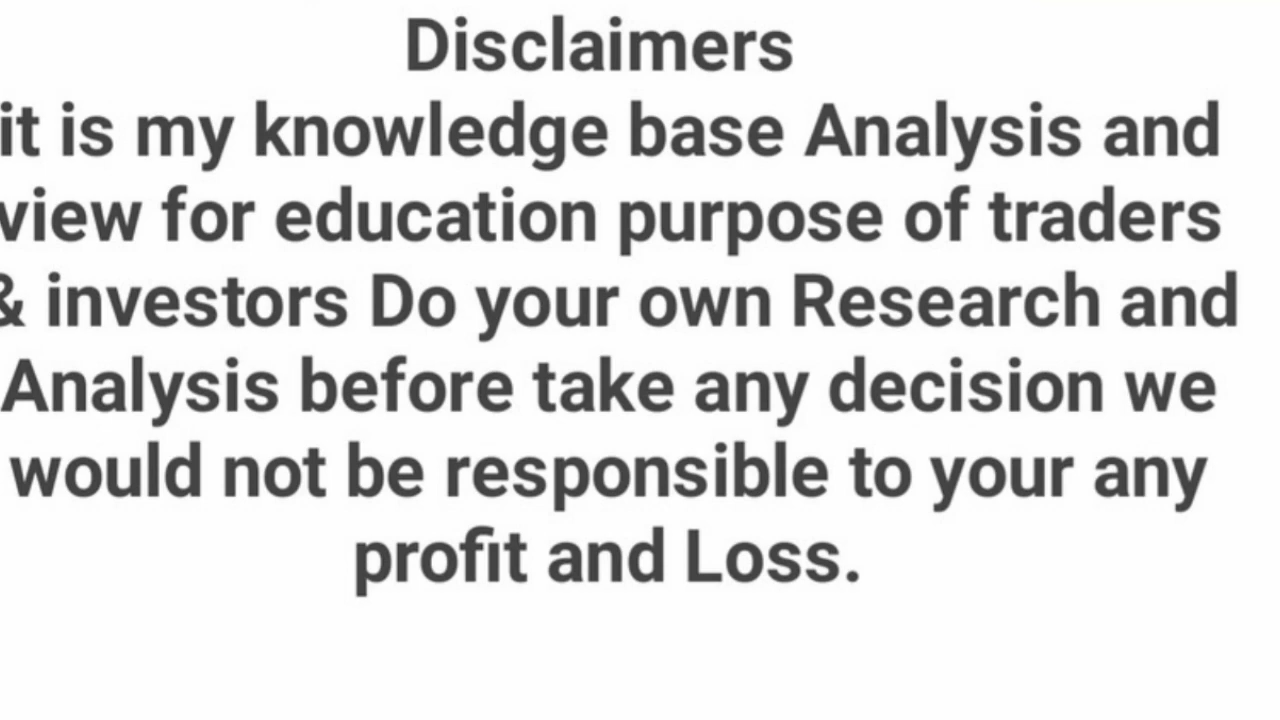 Disclaimers
it is my knowledge base Analysis and
view for education purpose of traders
& investors Do your own Research and
Analysis before take any decision we
would not be responsible to your any
profit and Loss.